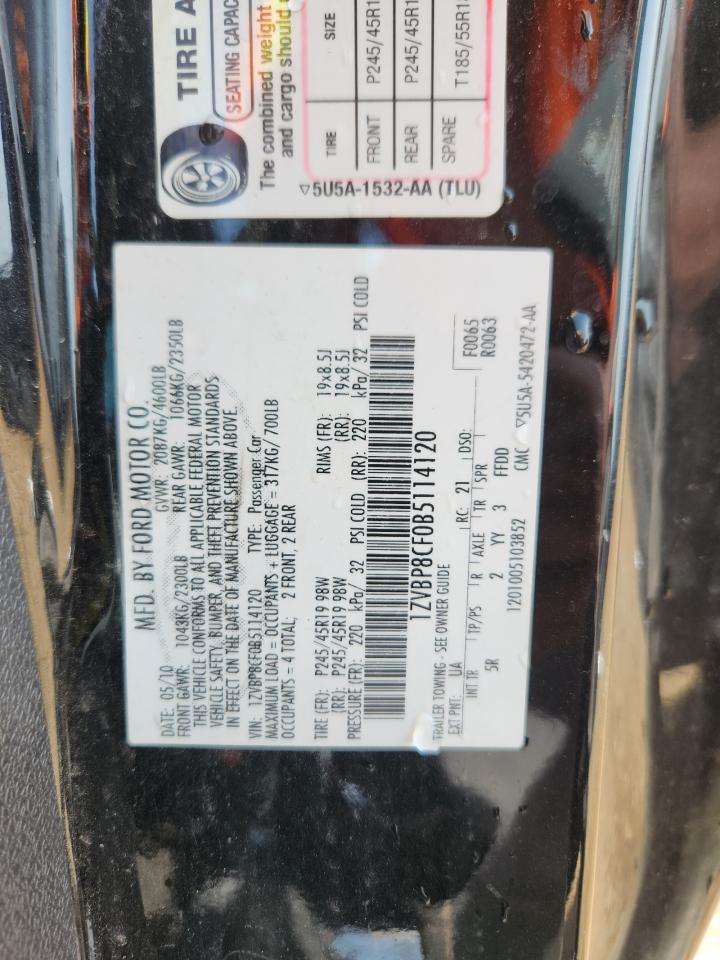 TIRE A
SEATING CAPAC
The combined weight
and cargo should
TIRE SIZE
FRONT P245/45R1
REAR P245/45R1
SPARE T185/55R1
▽5U5A-1532-AA (TLU)
MFD. BY FORD MOTOR CO.
DATE: 05/10 GVWR: 2087KG/4600LB
FRONT GAWR: 1043KG/2300LB REAR GAWR: 1066KG/2350LB
THIS VEHICLE CONFORMS TO ALL APPLICABLE FEDERAL MOTOR
VEHICLE SAFETY, BUMPER, AND THEFT PREVENTION STANDARDS
IN EFFECT ON THE DATE OF MANUFACTURE SHOWN ABOVE.
VIN: 1ZVBP8CF0B5114120 TYPE: Passenger Car
MAXIMUM LOAD = OCCUPANTS + LUGGAGE = 317KG/700LB
OCCUPANTS = 4 TOTAL; 2 FRONT, 2 REAR
TIRE (FR): P245/45R19 98W RIMS (FR): 19x8.5J
(RR): P245/45R19 98W (RR): 19x8.5J
PRESSURE (FR): 220 kPa/ 32 PSI COLD (RR): 220 kPa/ 32 PSI COLD
1ZVBP8CF0B5114120
TRAILER TOWING - SEE OWNER GUIDE
EXT PNT: UA RC: 21 DSO: F0065
R0063
INT TR TP/PS R AXLE TR SPR
5R 2 YY 3 FFDD
1201005103852 CMC ▽5U5A-5420472-AA